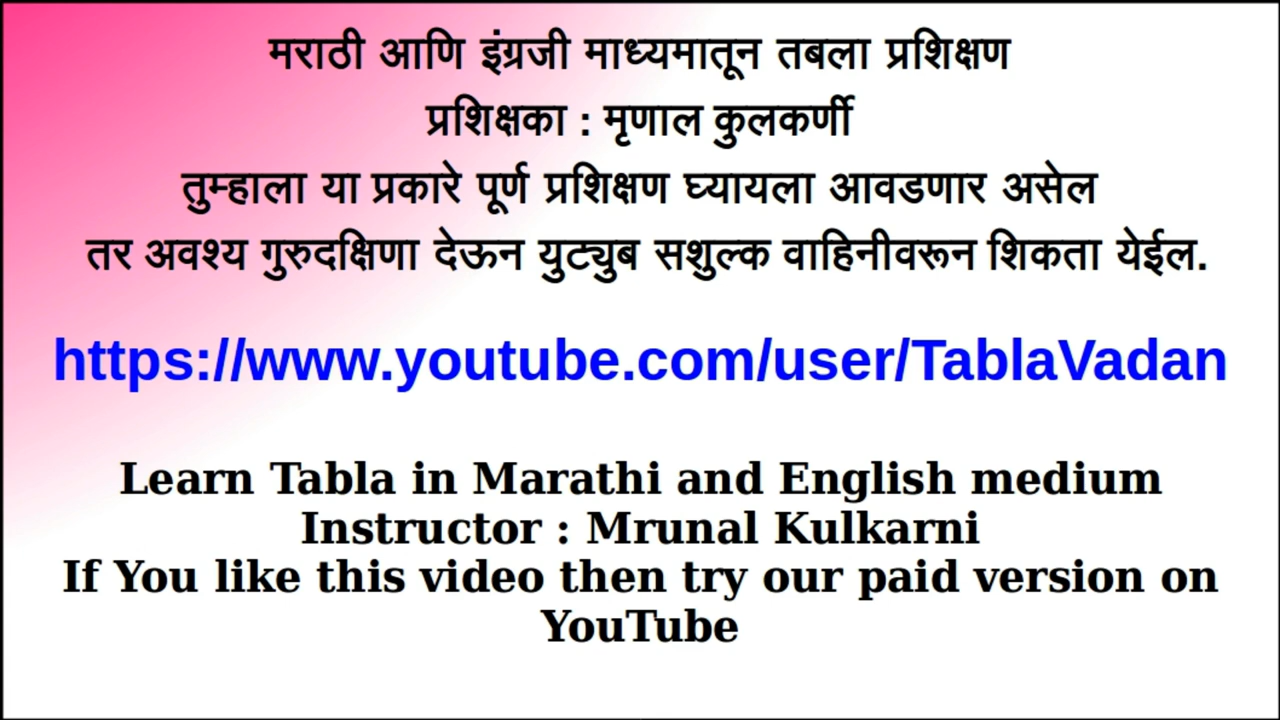 मराठी आणि इंग्रजी माध्यमातून तबला प्रशिक्षण
प्रशिक्षका : मृणाल कुलकर्णी
तुम्हाला या प्रकारे पूर्ण प्रशिक्षण घ्यायला आवडणार असेल
तर अवश्य गुरुदक्षिणा देऊन युट्युब सशुल्क वाहिनीवरून शिकता येईल.
https://www.youtube.com/user/TablaVadan
Learn Tabla in Marathi and English medium
Instructor : Mrunal Kulkarni
If You like this video then try our paid version on
YouTube